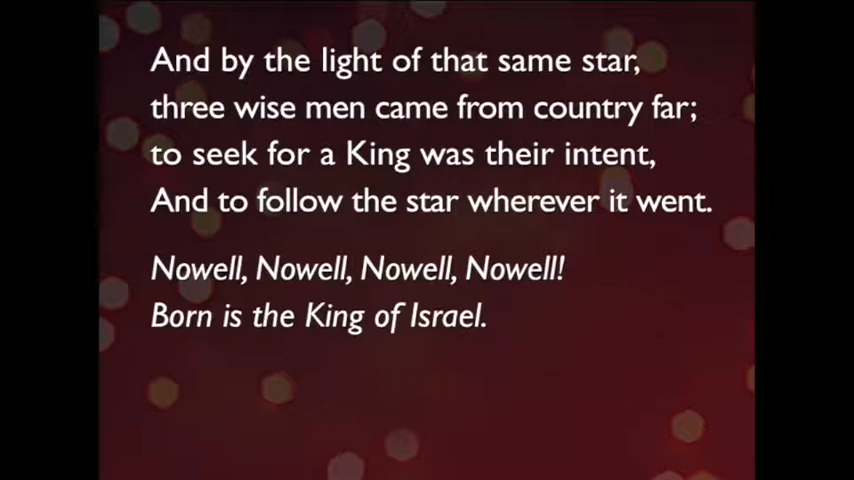 And by the light of that same star,
three wise men came from country far;
to seek for a King was their intent,
And to follow the star wherever it went.
Nowell, Nowell, Nowell, Nowell!
Born is the King of Israel.